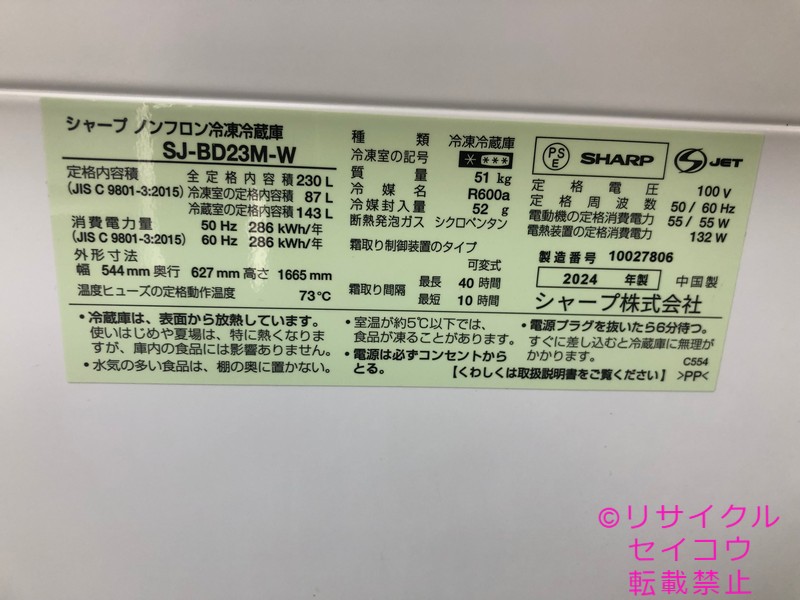 シャープ ノンフロン冷凍冷蔵庫
SJ-BD23M-W
定格内容積 全定格内容積 230 L
(JIS C 9801-3:2015) 冷凍室の定格内容積 87 L
冷蔵室の定格内容積 143 L
消費電力量 50 Hz 286 kWh/年
(JIS C 9801-3:2015) 60 Hz 286 kWh/年
外形寸法
幅 544 mm 奥行 627 mm 高さ 1665 mm
温度ヒューズの定格動作温度 73℃
種類 冷凍冷蔵庫
冷凍室の記号 * ***
質量 51 kg
冷媒名 R600a
冷媒封入量 52 g
断熱発泡ガス シクロペンタン
霜取り制御装置のタイプ
可変式
霜取り間隔 最長 40 時間
最短 10 時間
PSE SHARP S JET
定格電圧 100 V
定格周波数 50 / 60 Hz
電動機の定格消費電力 55 / 55 W
電熱装置の定格消費電力 132 W
製造番号 10027806
2024 年製 中国製
シャープ株式会社
・冷蔵庫は、表面から放熱しています。
使いはじめや夏場は、特に熱くなりま
すが、庫内の食品には影響ありません。
・水気の多い食品は、棚の奥に置かない。
・室温が約5℃以下では、
食品が凍ることがあります。
・電源は必ずコンセントから
とる。
・電源プラグを抜いたら6分待つ。
すぐに差し込むと冷蔵庫に無理が
かかります。
C554
【くわしくは取扱説明書をご覧ください】 >PP<
©リサイクル
セイコウ
転載禁止